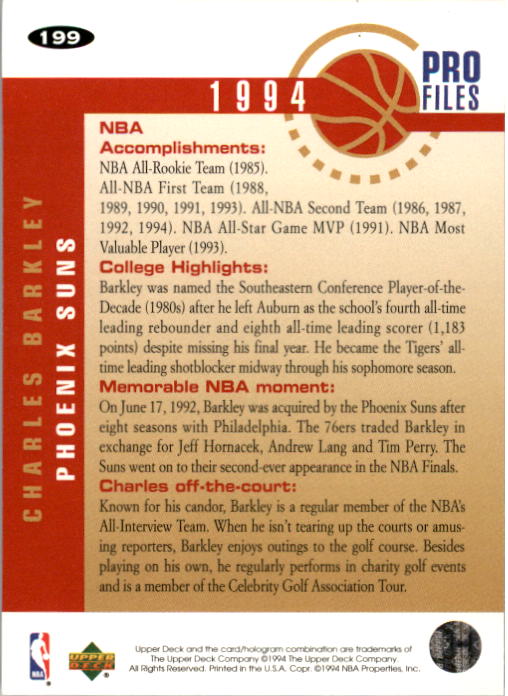 199
PRO
FILES
1994
CHARLES BARKLEY
PHOENIX SUNS
NBA
Accomplishments:
NBA All-Rookie Team (1985).
All-NBA First Team (1988,
1989, 1990, 1991, 1993). All-NBA Second Team (1986, 1987,
1992, 1994). NBA All-Star Game MVP (1991). NBA Most
Valuable Player (1993).
College Highlights:
Barkley was named the Southeastern Conference Player-of-the-
Decade (1980s) after he left Auburn as the school's fourth all-time
leading rebounder and eighth all-time leading scorer (1,183
points) despite missing his final year. He became the Tigers' all-
time leading shotblocker midway through his sophomore season.
Memorable NBA moment:
On June 17, 1992, Barkley was acquired by the Phoenix Suns after
eight seasons with Philadelphia. The 76ers traded Barkley in
exchange for Jeff Hornacek, Andrew Lang and Tim Perry. The
Suns went on to their second-ever appearance in the NBA Finals.
Charles off-the-court:
Known for his candor, Barkley is a regular member of the NBA's
All-Interview Team. When he isn't tearing up the courts or amus-
ing reporters, Barkley enjoys outings to the golf course. Besides
playing on his own, he regularly performs in charity golf events
and is a member of the Celebrity Golf Association Tour.
NBA
UPPER
DECK
Upper Deck and the card/hologram combination are trademarks of
The Upper Deck Company ©1994 The Upper Deck Company.
All Rights Reserved. Printed in the U.S.A. Copr. ©1994 NBA Properties, Inc.